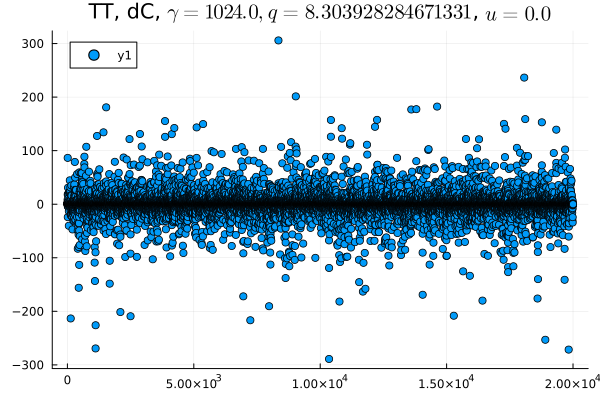 TT, dC, γ = 1024.0, q = 8.303928284671331, u = 0.0
y1
300
200
100
0
−100
−200
−300
0 5.00×10³ 1.00×10⁴ 1.50×10⁴ 2.00×10⁴